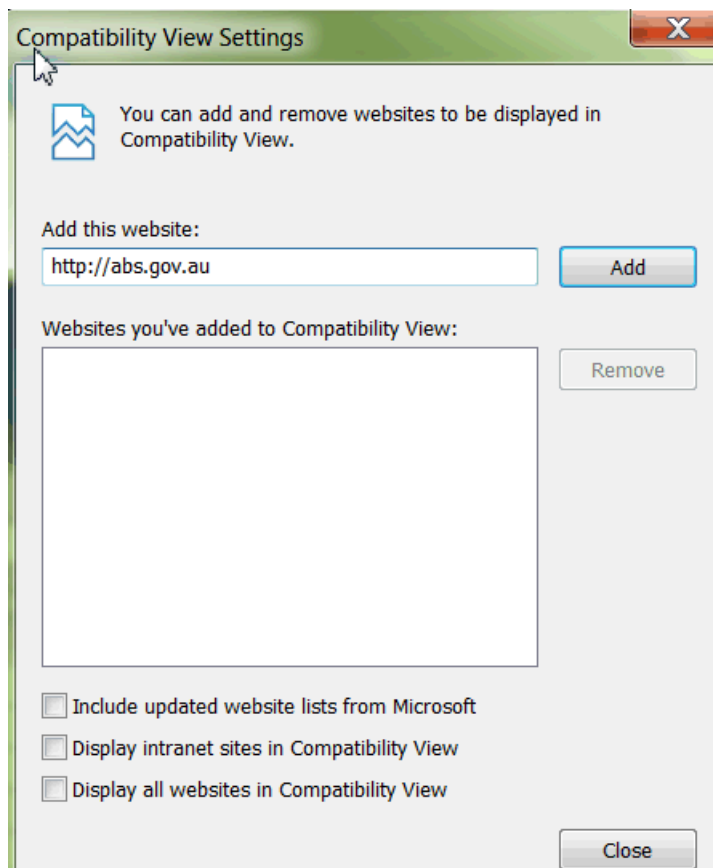 Compatibility View Settings
X
You can add and remove websites to be displayed in
Compatibility View.
Add this website:
http://abs.gov.au
Add
Websites you've added to Compatibility View:
Remove
Include updated website lists from Microsoft
Display intranet sites in Compatibility View
Display all websites in Compatibility View
Close